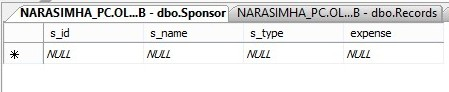 NARASIMHA_PC.OL...B - dbo.Sponsor NARASIMHA_PC.OL...B - dbo.Records
s_id s_name s_type expense
NULL NULL NULL NULL